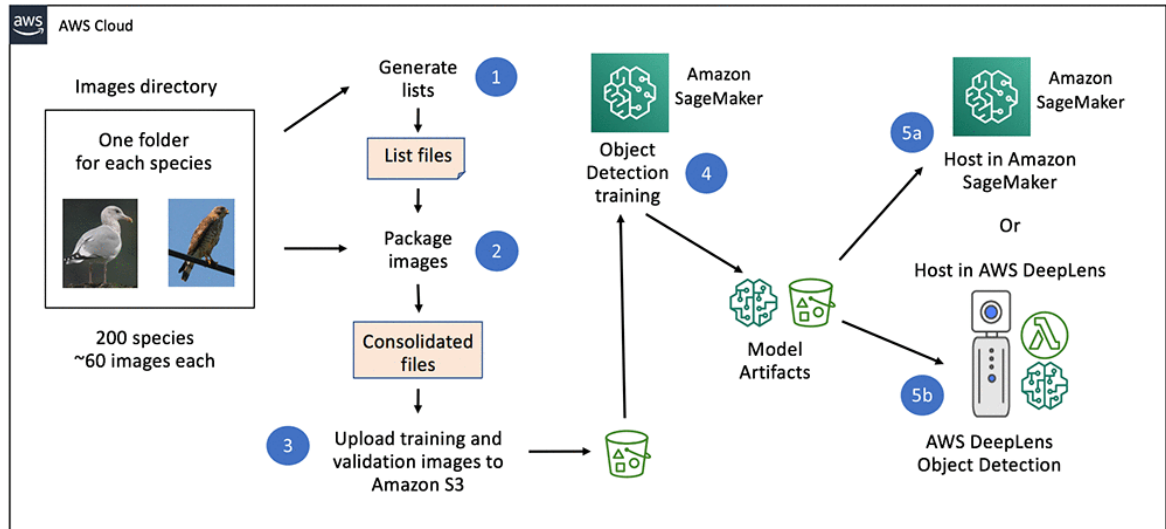 aws
AWS Cloud
Images directory
One folder
for each species
200 species
~60 images each
Generate
lists
1
List files
Package
images
2
Consolidated
files
3
Upload training and
validation images to
Amazon S3
Amazon
SageMaker
Object
Detection
training
4
Model
Artifacts
5a
Amazon
SageMaker
Host in Amazon
SageMaker
Or
Host in AWS DeepLens
5b
AWS DeepLens
Object Detection